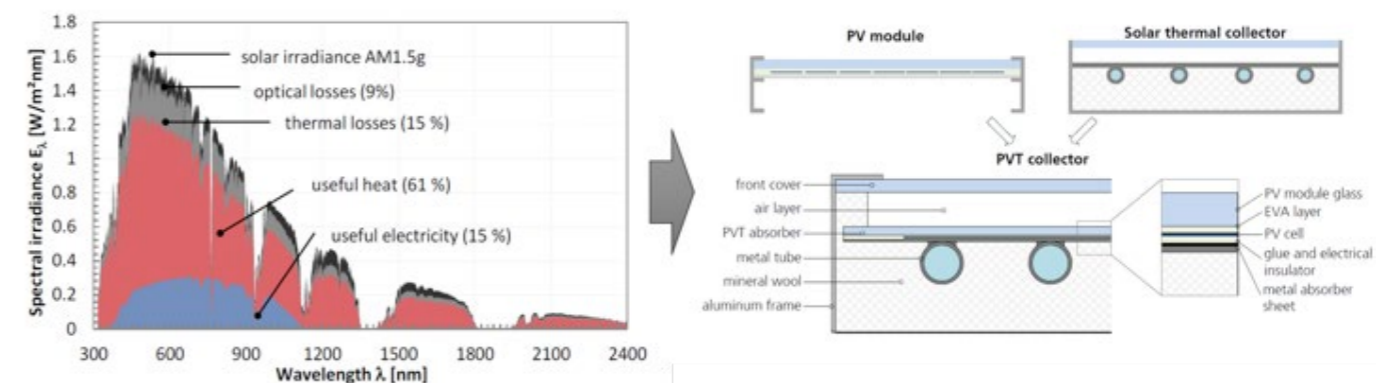 Spectral irradiance Eλ [W/m²nm]
1.8
1.6
1.4
1.2
1
0.8
0.6
0.4
0.2
0
solar irradiance AM1.5g
optical losses (9%)
thermal losses (15 %)
useful heat (61 %)
useful electricity (15 %)
300 600 900 1200 1500 1800 2100 2400
Wavelength λ [nm]
PV module
Solar thermal collector
PVT collector
front cover
air layer
PVT absorber
metal tube
mineral wool
aluminum frame
PV module glass
EVA layer
PV cell
glue and electrical
insulator
metal absorber
sheet